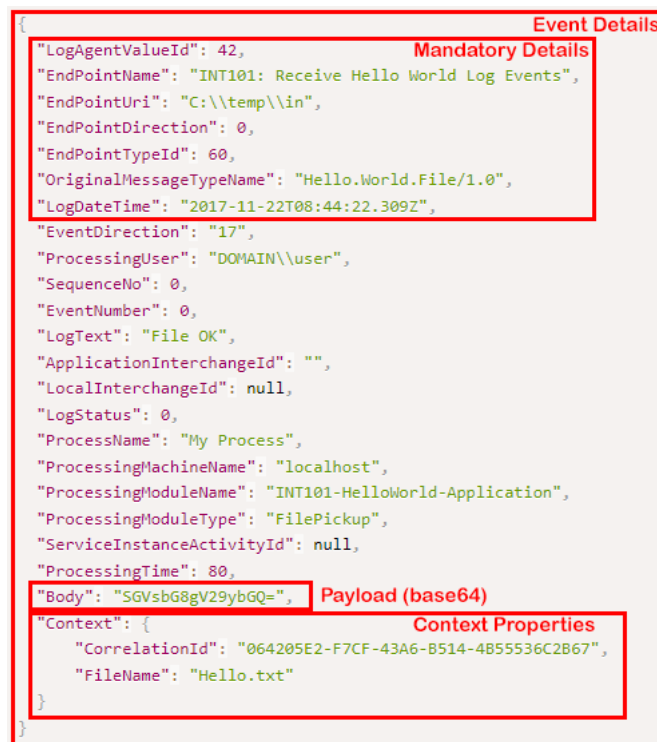 { Event Details
"LogAgentValueId": 42, Mandatory Details
"EndPointName": "INT101: Receive Hello World Log Events",
"EndPointUri": "C:\\temp\\in",
"EndPointDirection": 0,
"EndPointTypeId": 60,
"OriginalMessageTypeName": "Hello.World.File/1.0",
"LogDateTime": "2017-11-22T08:44:22.309Z",
"EventDirection": "17",
"ProcessingUser": "DOMAIN\\user",
"SequenceNo": 0,
"EventNumber": 0,
"LogText": "File OK",
"ApplicationInterchangeId": "",
"LocalInterchangeId": null,
"LogStatus": 0,
"ProcessName": "My Process",
"ProcessingMachineName": "localhost",
"ProcessingModuleName": "INT101-HelloWorld-Application",
"ProcessingModuleType": "FilePickup",
"ServiceInstanceActivityId": null,
"ProcessingTime": 80,
"Body": "SGVsbG8gV29ybGQ=", Payload (base64)
"Context": { Context Properties
"CorrelationId": "064205E2-F7CF-43A6-B514-4B55536C2B67",
"FileName": "Hello.txt"
}
}